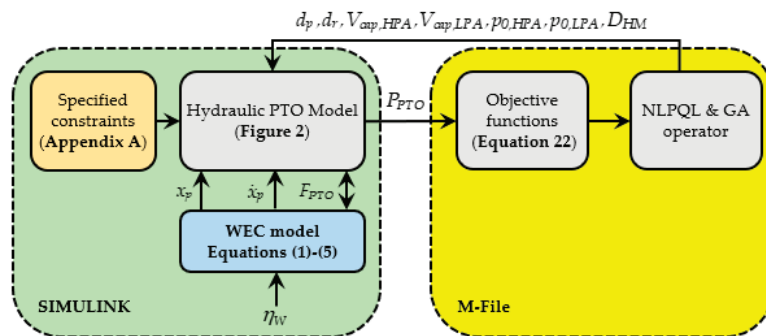 d_p, d_r, V_cap,HPA, V_cap,LPA, p_0,HPA, p_0,LPA, D_HM
Specified
constraints
(Appendix A)
Hydraulic PTO Model
(Figure 2)
P_PTO
Objective
functions
(Equation 22)
NLPQL & GA
operator
x_p
ẋ_p
F_PTO
WEC model
Equations (1)-(5)
SIMULINK
η_W
M-File